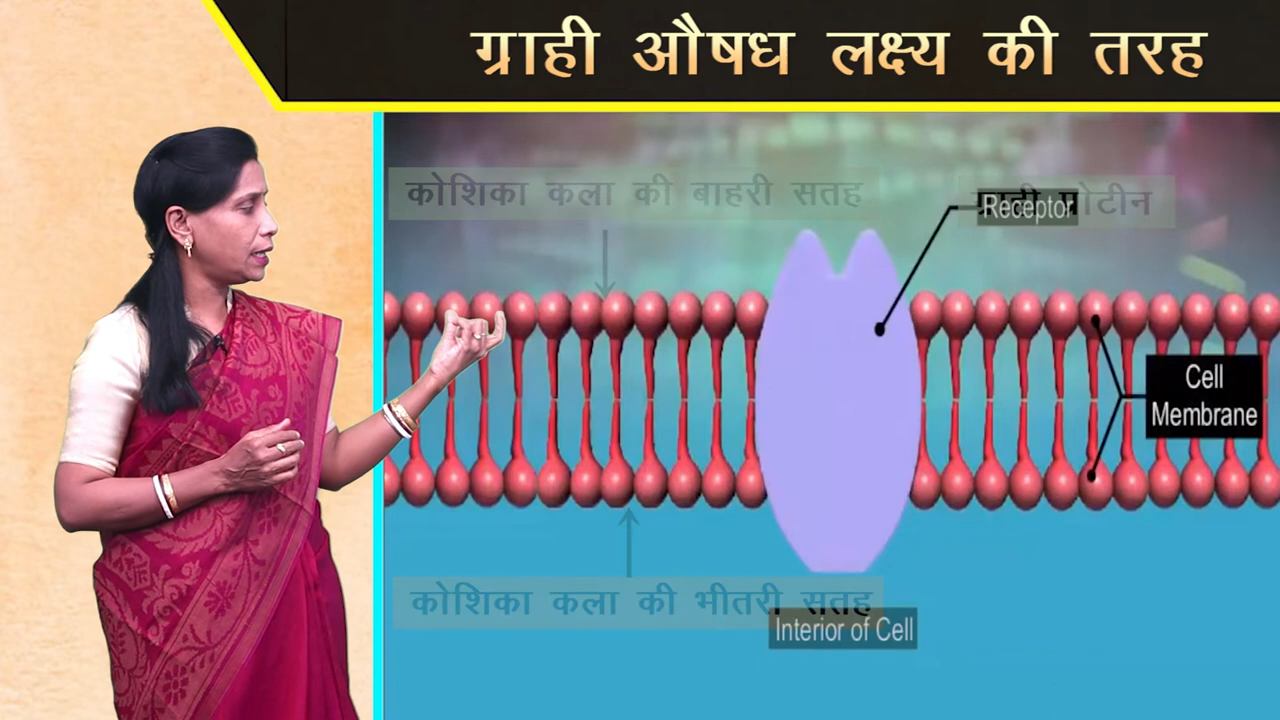 ग्राही औषध लक्ष्य की तरह
कोशिका कला की बाहरी सतह
प्रोटीन
Receptor
Cell
Membrane
कोशिका कला की भीतरी सतह
Interior of Cell